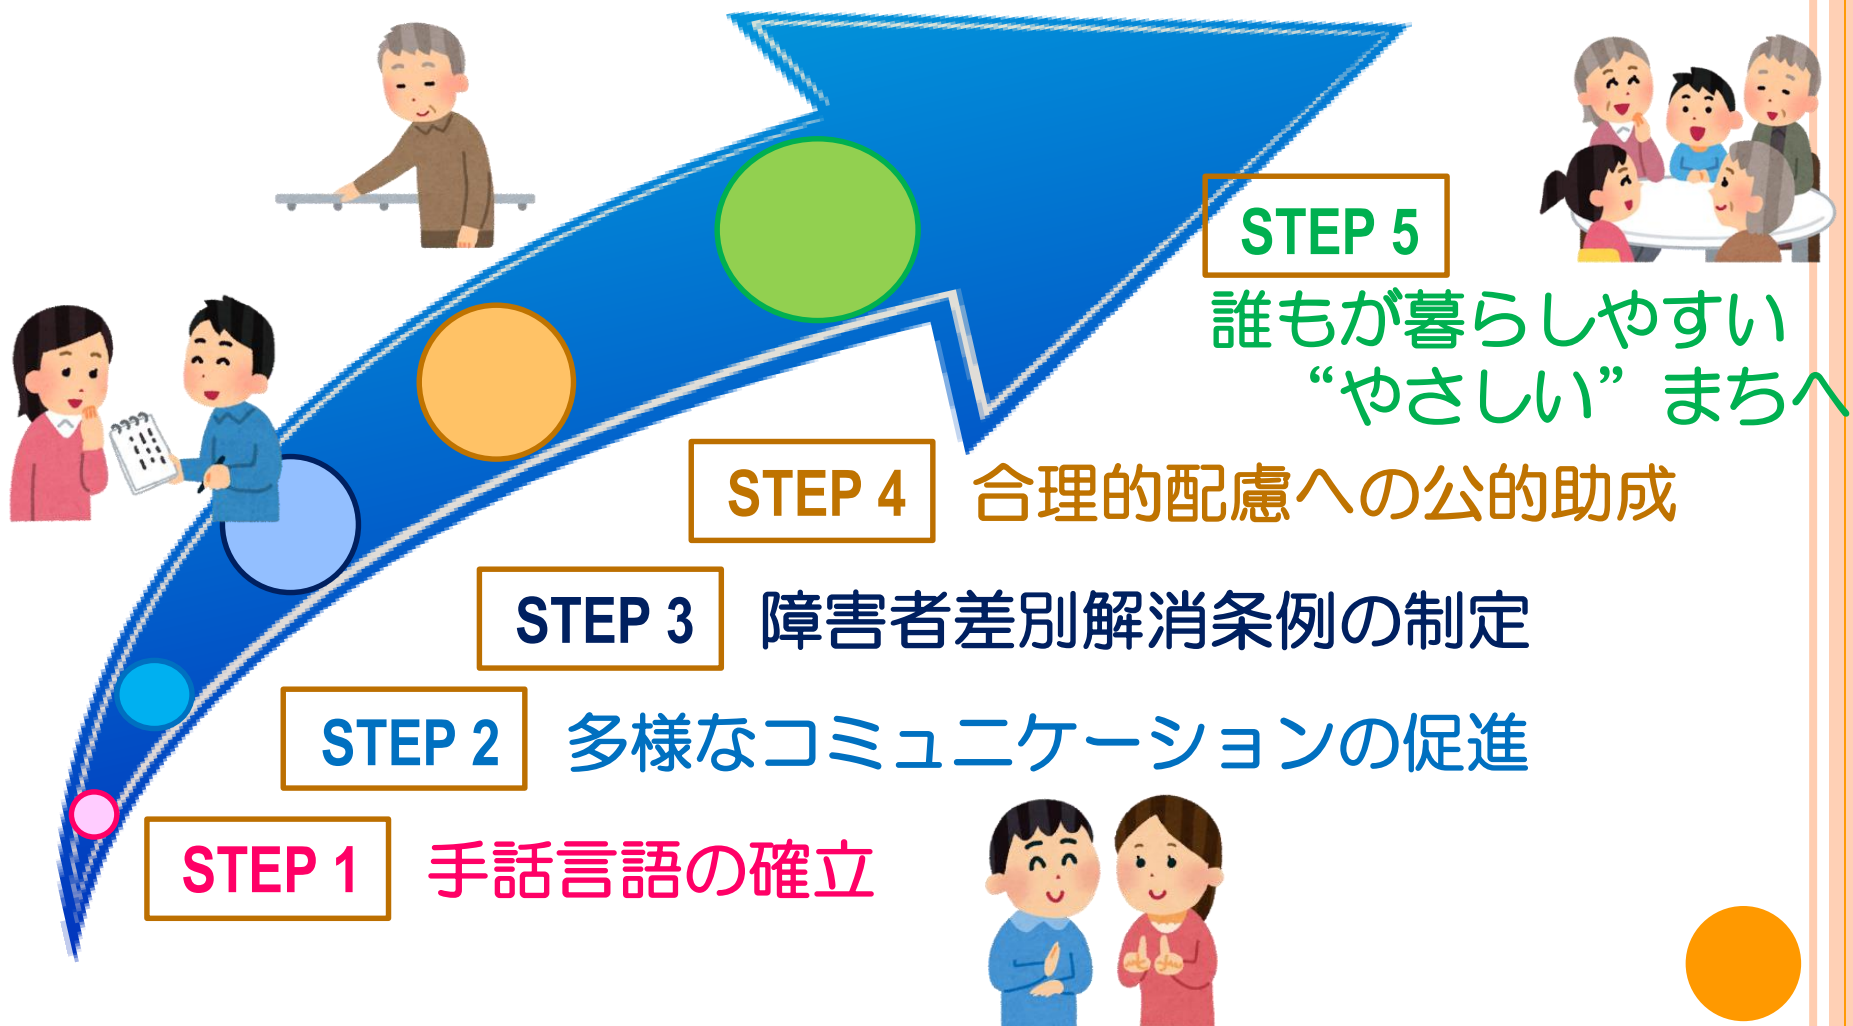 STEP 5
誰もが暮らしやすい
“やさしい”まちへ
STEP 4 合理的配慮への公的助成
STEP 3 障害者差別解消条例の制定
STEP 2 多様なコミュニケーションの促進
STEP 1 手話言語の確立